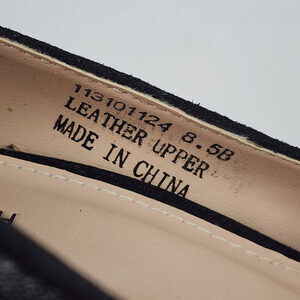 113101124 8.5B
LEATHER UPPER
MADE IN CHINA